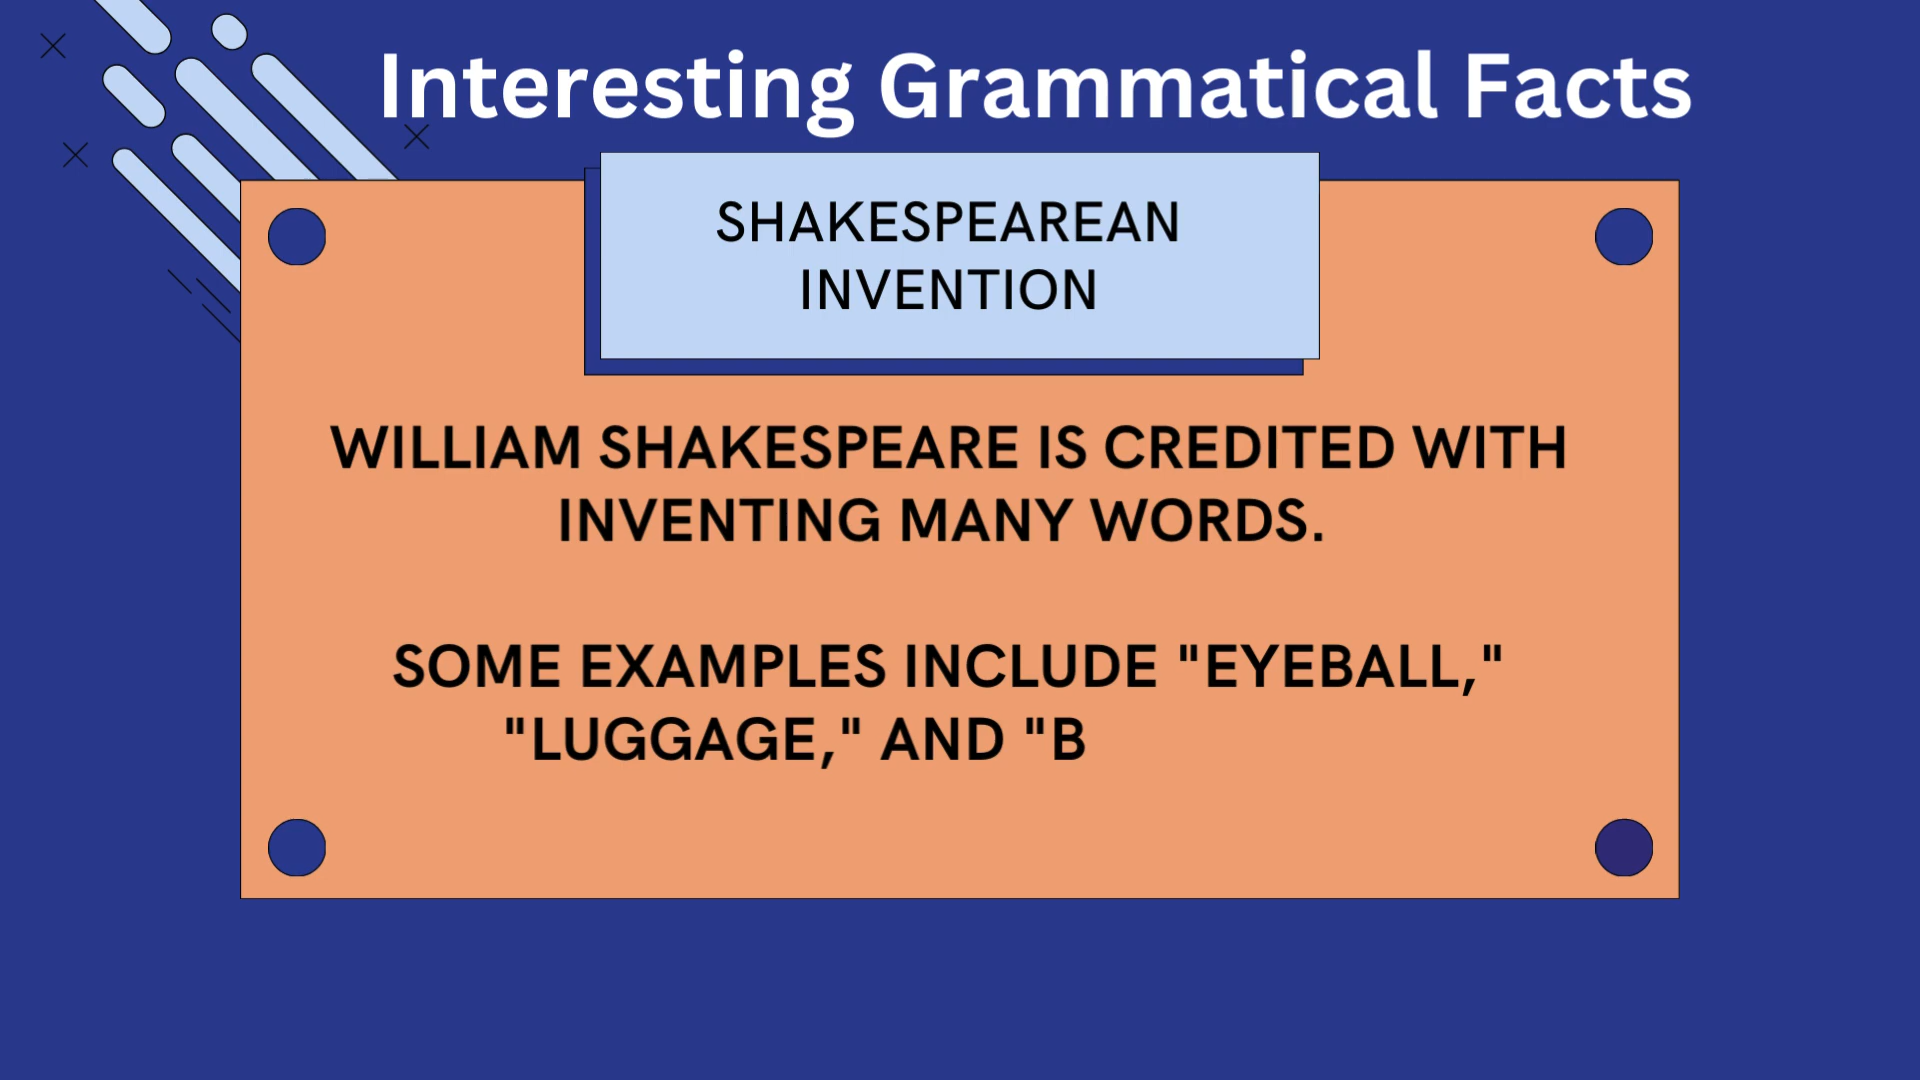 Interesting Grammatical Facts
SHAKESPEAREAN
INVENTION
WILLIAM SHAKESPEARE IS CREDITED WITH
INVENTING MANY WORDS.
SOME EXAMPLES INCLUDE "EYEBALL,"
"LUGGAGE," AND "B